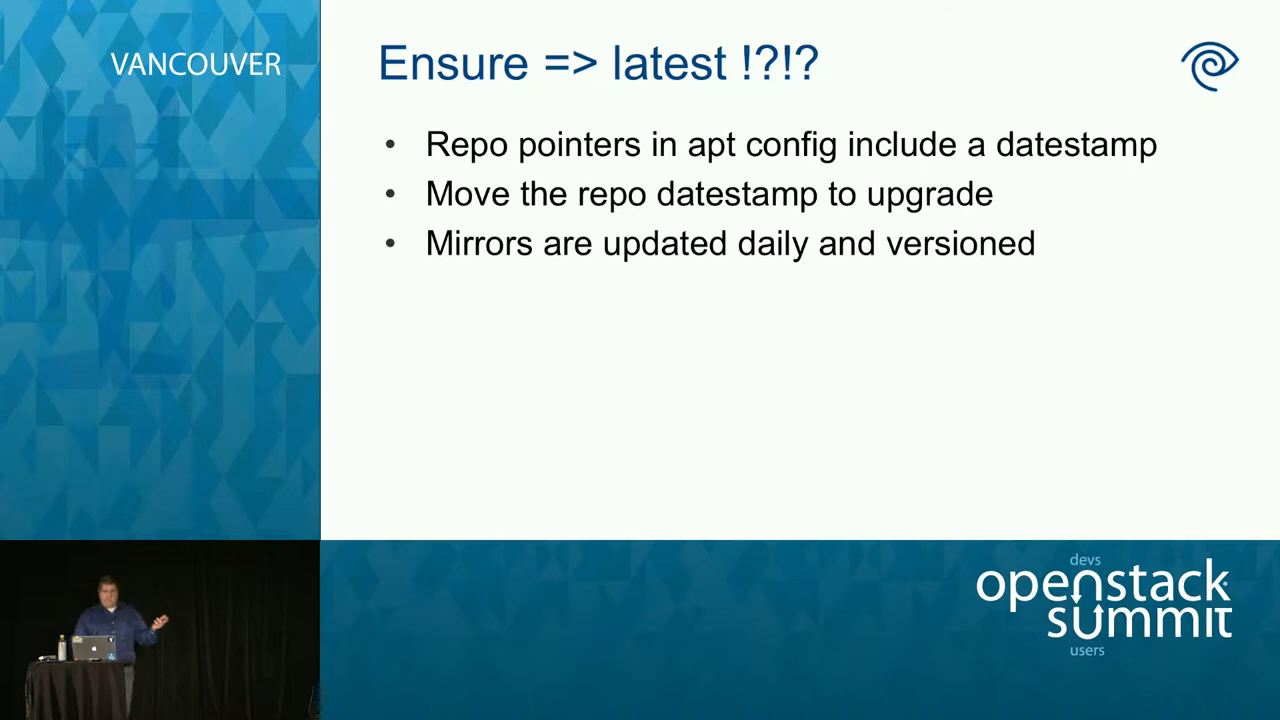 VANCOUVER
Ensure => latest !?!?
• Repo pointers in apt config include a datestamp
• Move the repo datestamp to upgrade
• Mirrors are updated daily and versioned
devs
openstack
summit
users